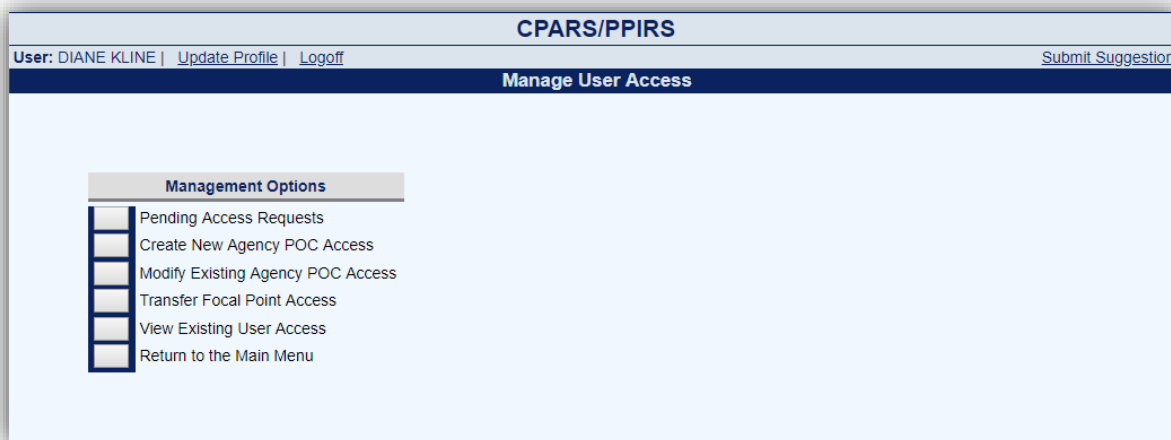 CPARS/PPIRS
User: DIANE KLINE | Update Profile | Logoff Submit Suggestion
Manage User Access
Management Options
Pending Access Requests
Create New Agency POC Access
Modify Existing Agency POC Access
Transfer Focal Point Access
View Existing User Access
Return to the Main Menu